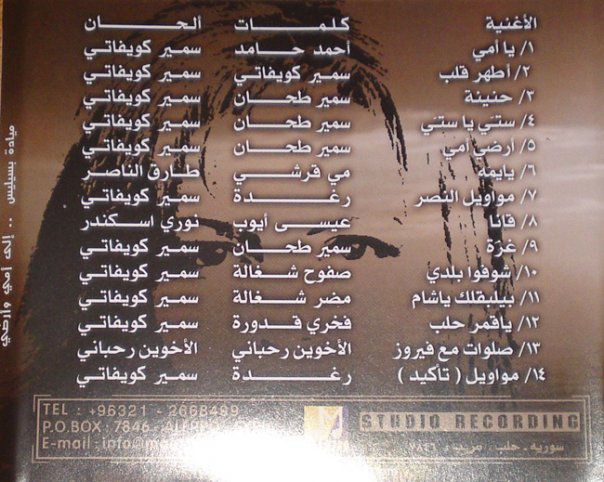 الأغنية كلمات ألحان
١/ يا أمي أحمد حامد سمير كويفاتي
٢/ أطهر قلب سمير كويفاتي سمير كويفاتي
٣/ حنينة سمير طحان سمير كويفاتي
٤/ ستي يا ستي سمير طحان سمير كويفاتي
٥/ أرضي أمي سمير طحان سمير كويفاتي
٦/ يايمه مي قرشي طارق الناصر
٧/ مواويل النصر رغدة سمير كويفاتي
٨/ قانا عيسى أيوب نوري اسكندر
٩/ غزة سمير طحان سمير كويفاتي
١٠/ شوفوا بلدي صفوح شغالة سمير كويفاتي
١١/ بيلبقلك ياشام مضر شغالة سمير كويفاتي
١٢/ ياقمر حلب فخري قدورة سمير كويفاتي
١٣/ صلوات مع فيروز الأخوين رحباني الأخوين رحباني
١٤/ مواويل ( تأكيد ) رغدة سمير كويفاتي
ميادة بسيليس .. إلى أمي وأرضي
TEL : +96321 - 2668489
P.O.BOX : 7846 -
E-mail : info@
STUDIO RECORDING
سورية - حلب - ص.ب : ٧٨٤٦